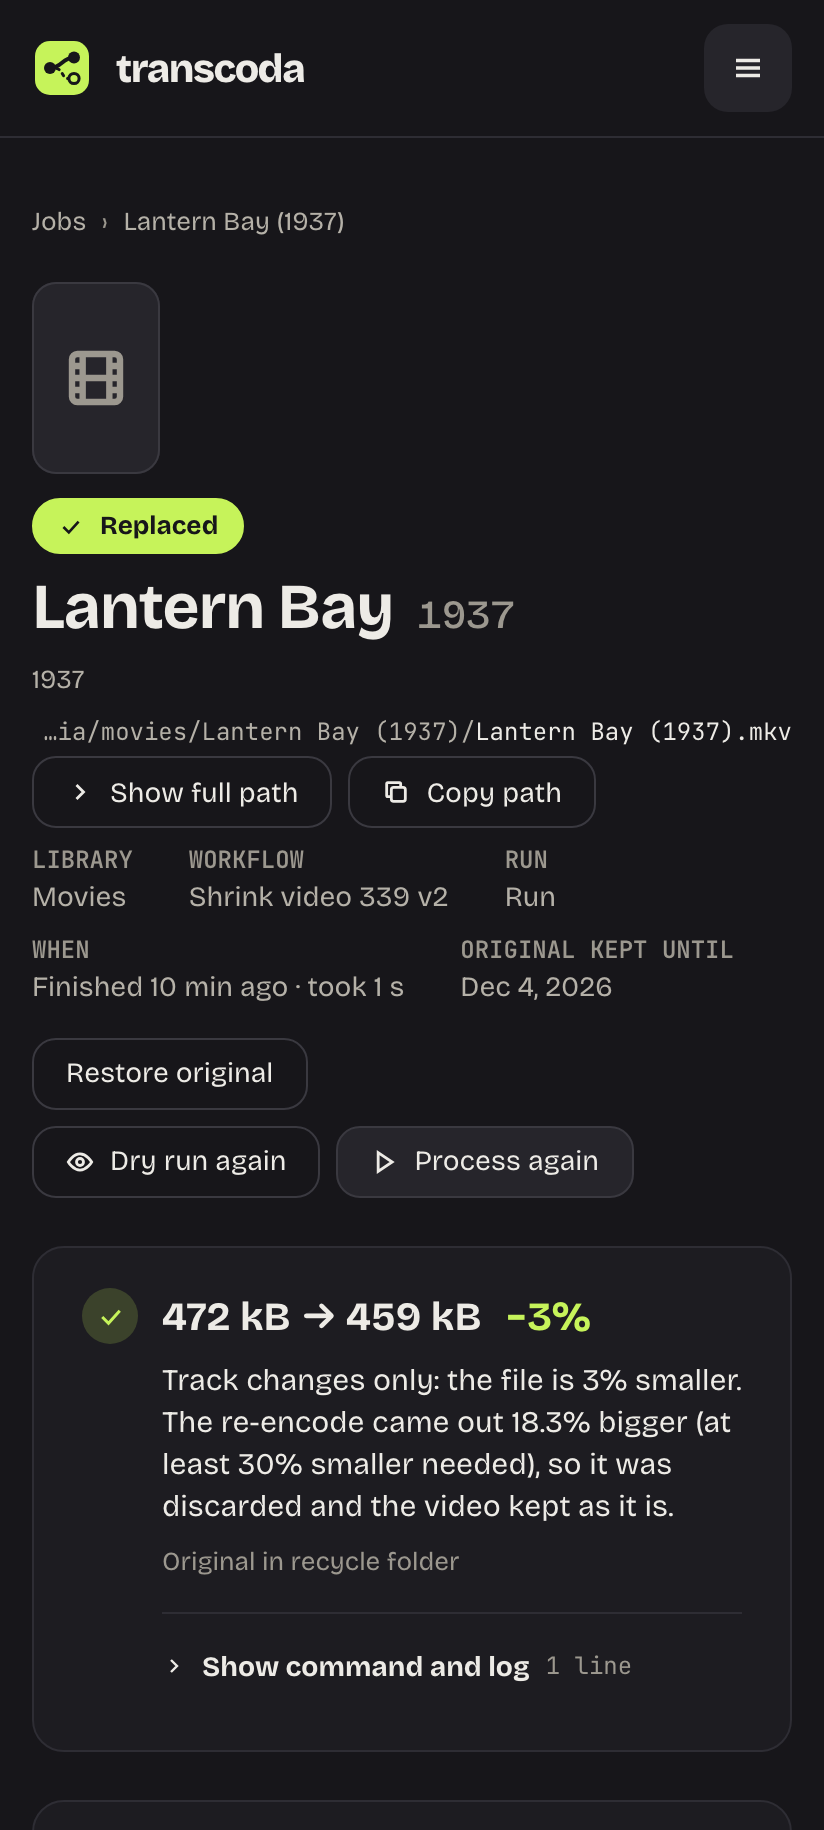 transcoda
Jobs › Lantern Bay (1937)
Replaced
Lantern Bay 1937
1937
…ia/movies/Lantern Bay (1937)/Lantern Bay (1937).mkv
Show full path Copy path
LIBRARY WORKFLOW RUN
Movies Shrink video 339 v2 Run
WHEN ORIGINAL KEPT UNTIL
Finished 10 min ago · took 1 s Dec 4, 2026
Restore original
Dry run again Process again
472 kB → 459 kB −3%
Track changes only: the file is 3% smaller.
The re-encode came out 18.3% bigger (at
least 30% smaller needed), so it was
discarded and the video kept as it is.
Original in recycle folder
Show command and log 1 line